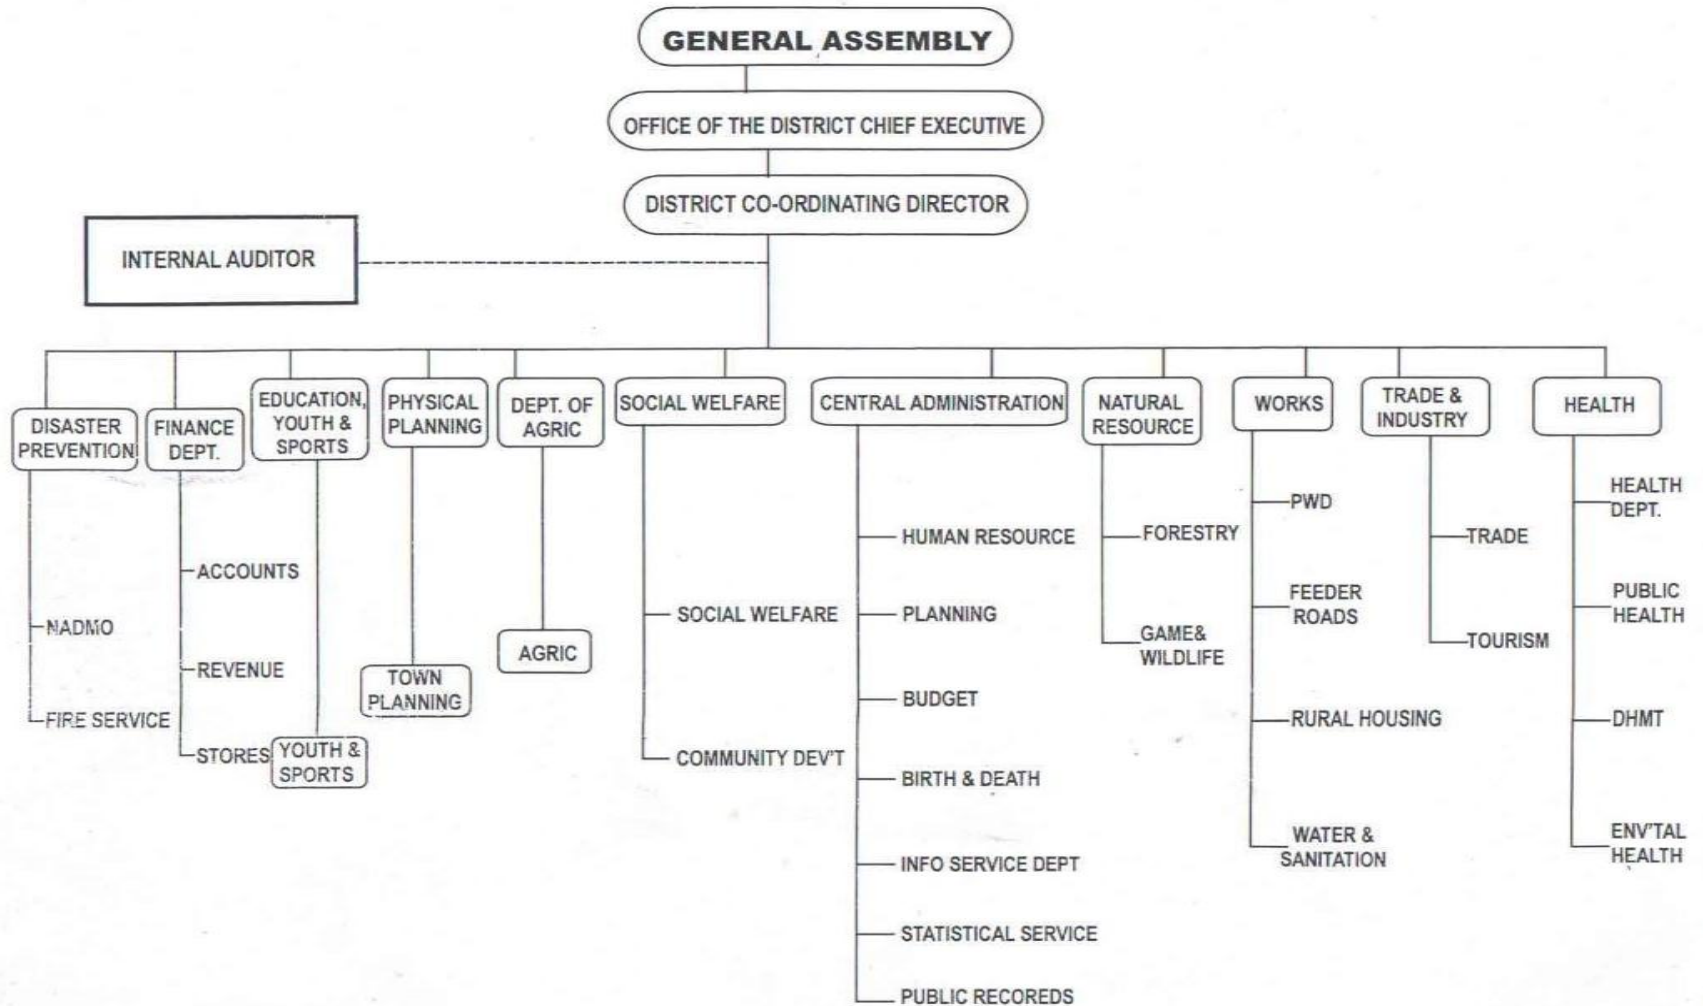 GENERAL ASSEMBLY
OFFICE OF THE DISTRICT CHIEF EXECUTIVE
DISTRICT CO-ORDINATING DIRECTOR
INTERNAL AUDITOR
DISASTER
PREVENTION
NADMO
FIRE SERVICE
FINANCE
DEPT.
ACCOUNTS
REVENUE
STORES
EDUCATION,
YOUTH &
SPORTS
YOUTH &
SPORTS
PHYSICAL
PLANNING
TOWN
PLANNING
DEPT. OF
AGRIC
AGRIC
SOCIAL WELFARE
SOCIAL WELFARE
COMMUNITY DEV'T
CENTRAL ADMINISTRATION
HUMAN RESOURCE
PLANNING
BUDGET
BIRTH & DEATH
INFO SERVICE DEPT
STATISTICAL SERVICE
PUBLIC RECOREDS
NATURAL
RESOURCE
FORESTRY
GAME&
WILDLIFE
WORKS
PWD
FEEDER
ROADS
RURAL HOUSING
WATER &
SANITATION
TRADE &
INDUSTRY
TRADE
TOURISM
HEALTH
HEALTH
DEPT.
PUBLIC
HEALTH
DHMT
ENV'TAL
HEALTH